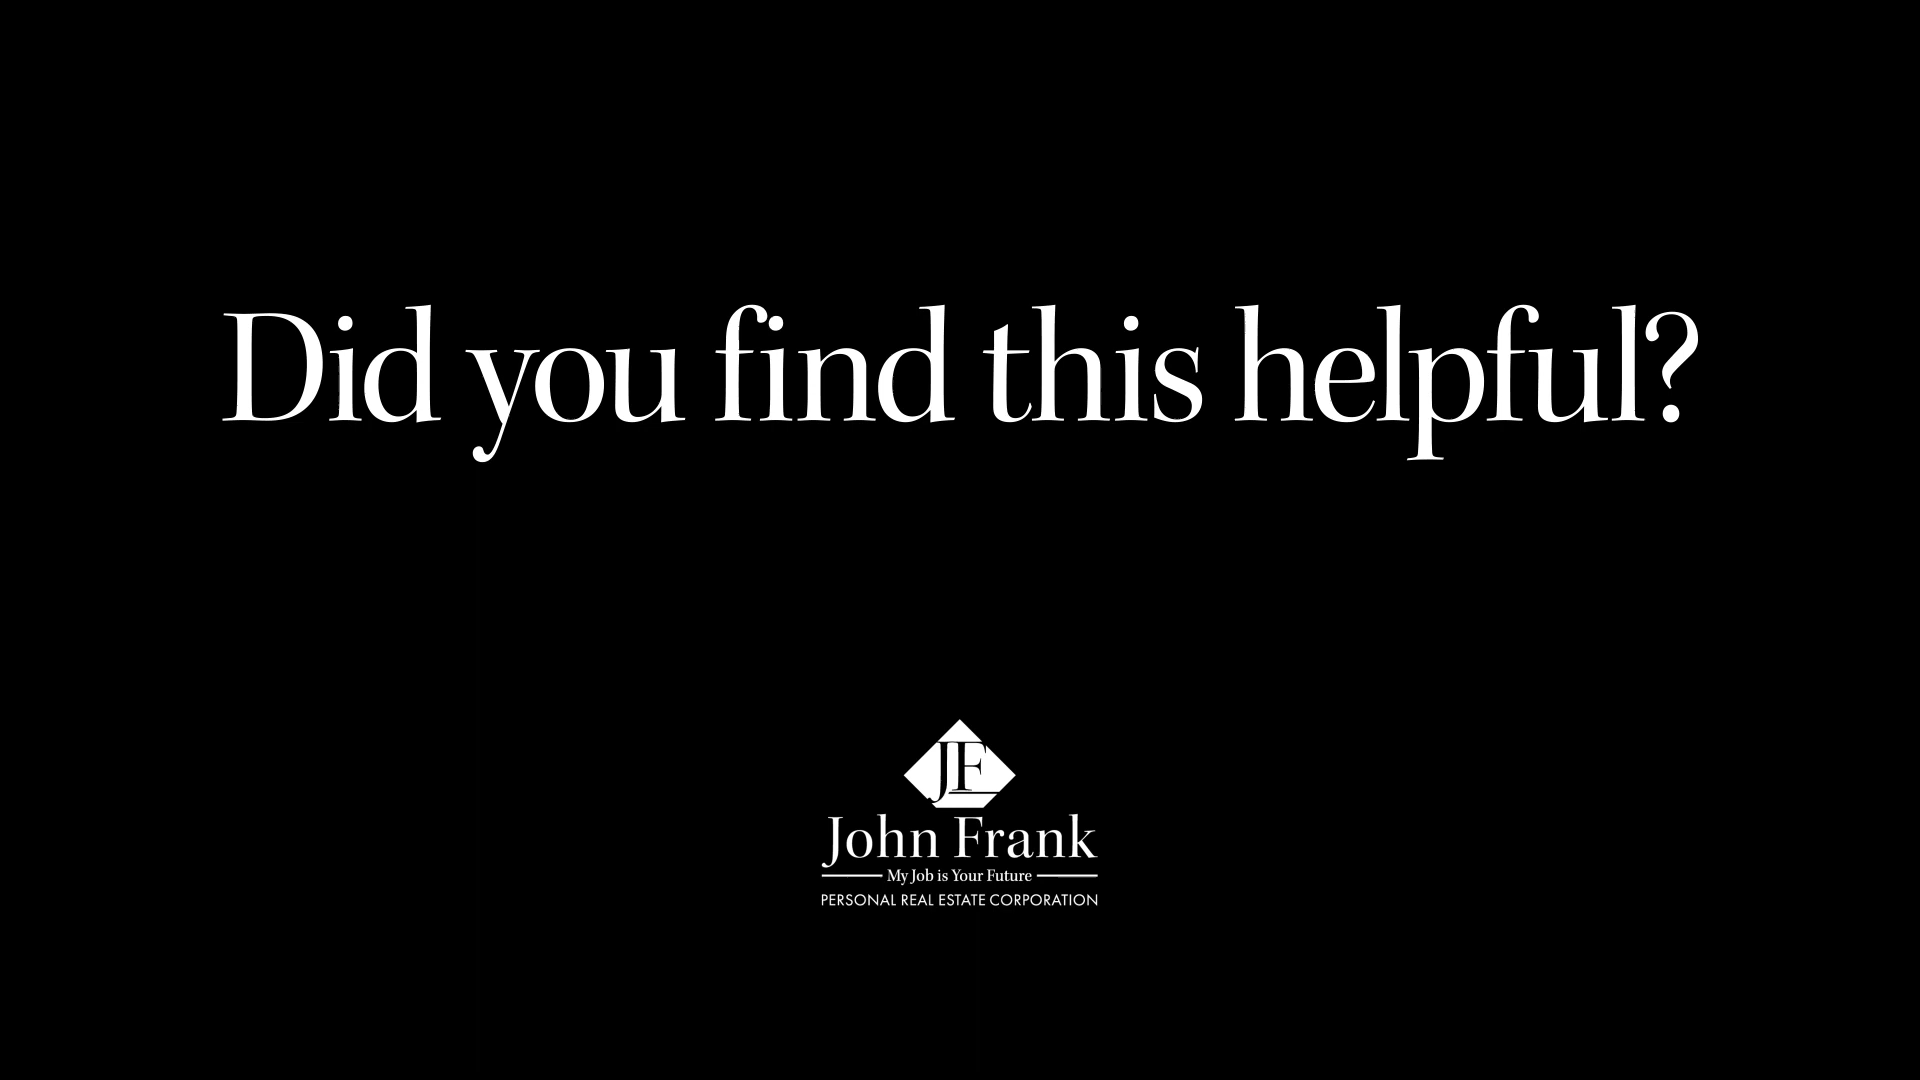 Did you find this helpful?
JF
John Frank
My Job is Your Future
PERSONAL REAL ESTATE CORPORATION